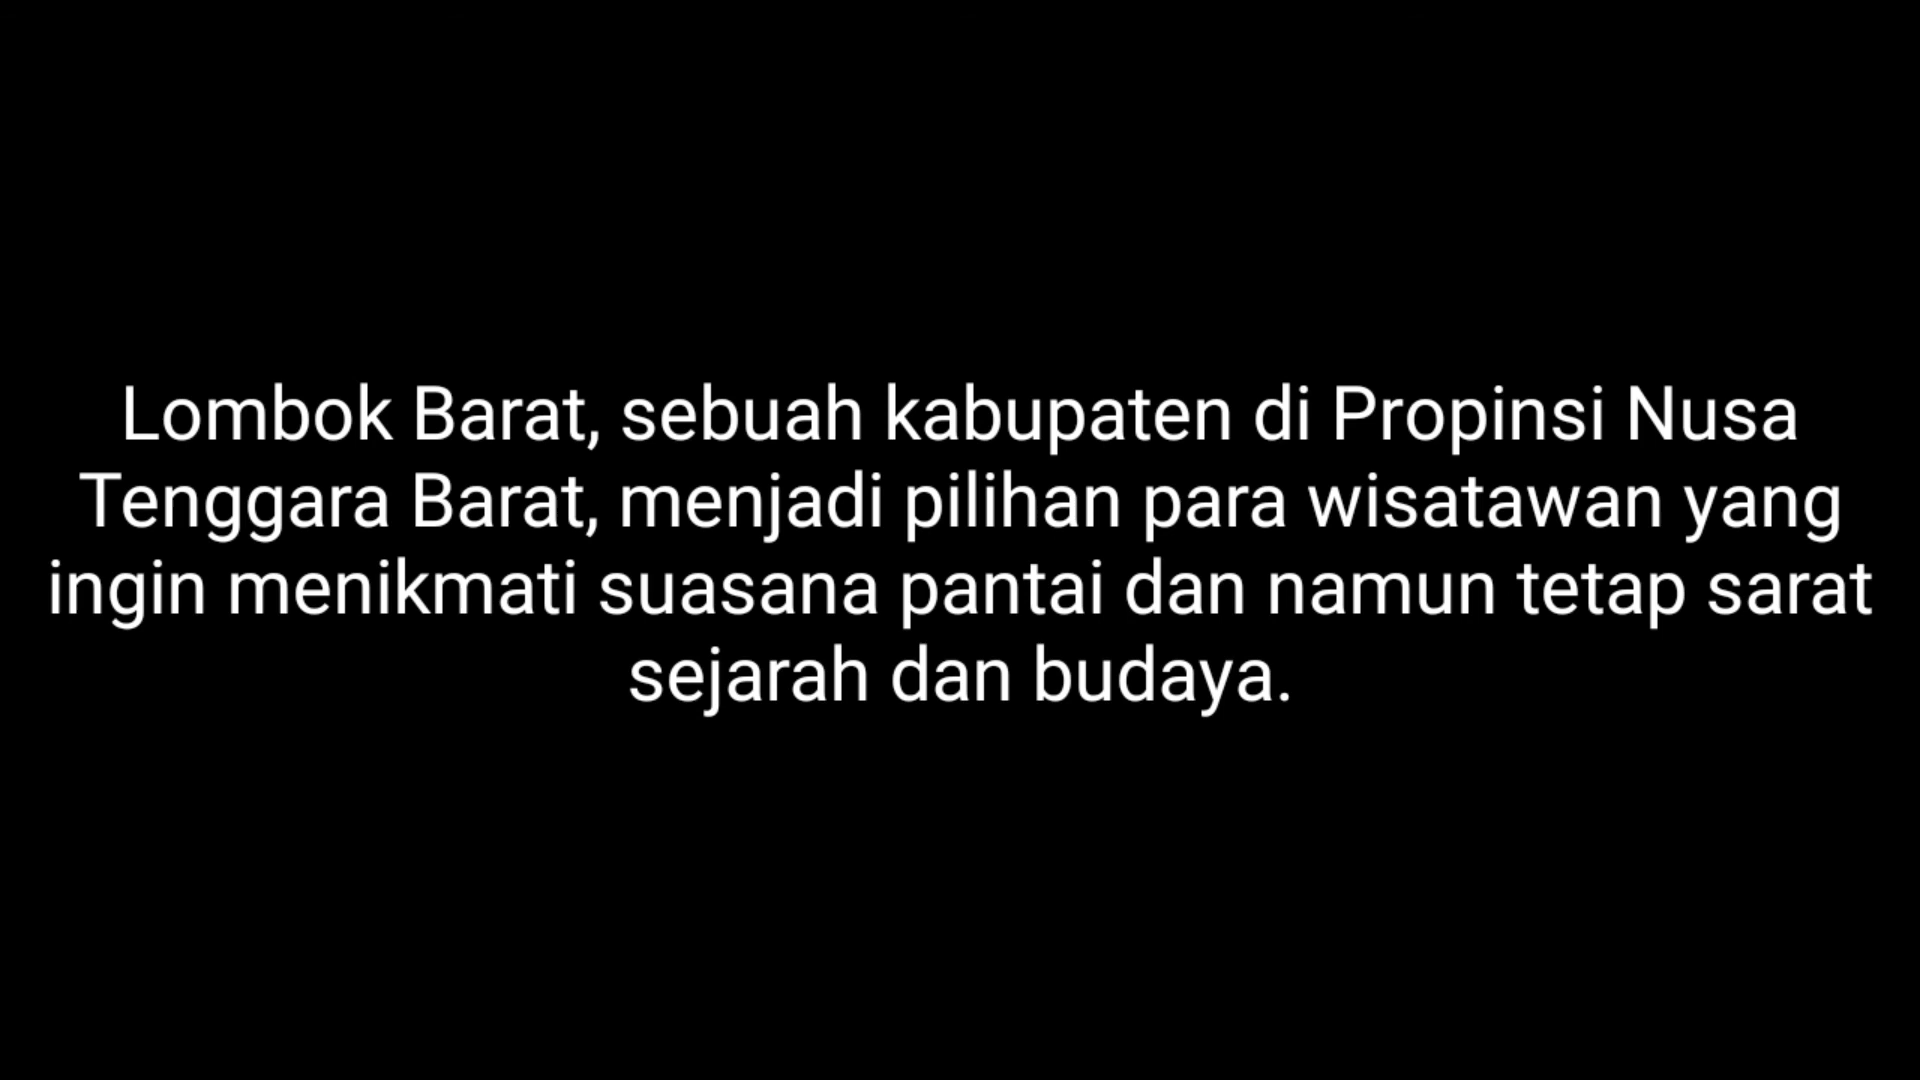 Lombok Barat, sebuah kabupaten di Propinsi Nusa
Tenggara Barat, menjadi pilihan para wisatawan yang
ingin menikmati suasana pantai dan namun tetap sarat
sejarah dan budaya.